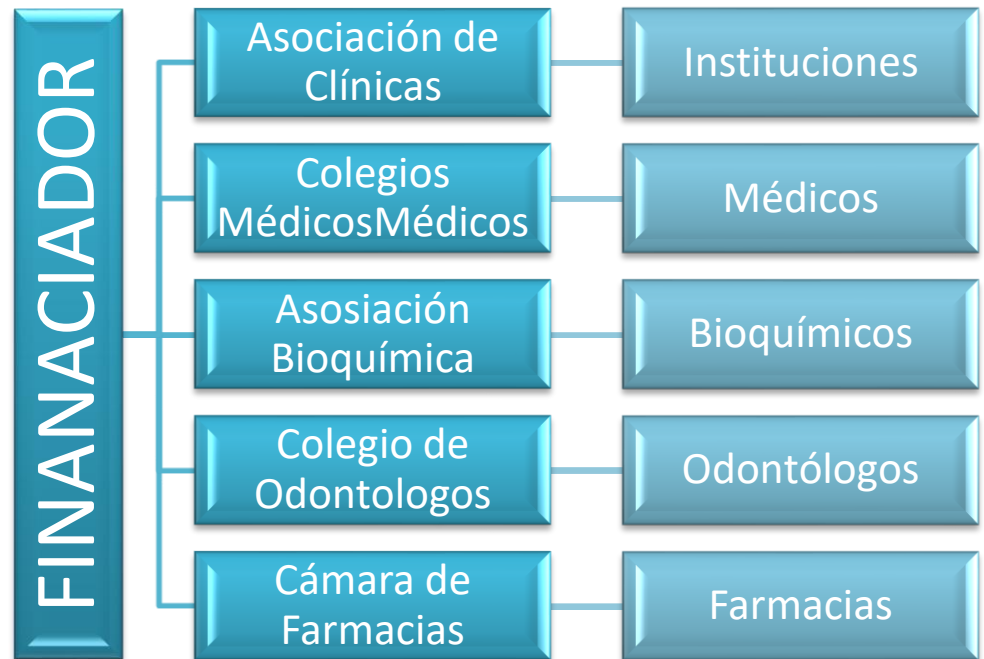 FINANACIADOR
Asociación de
Clínicas
Instituciones
Colegios
MédicosMédicos
Médicos
Asosiación
Bioquímica
Bioquímicos
Colegio de
Odontologos
Odontólogos
Cámara de
Farmacias
Farmacias